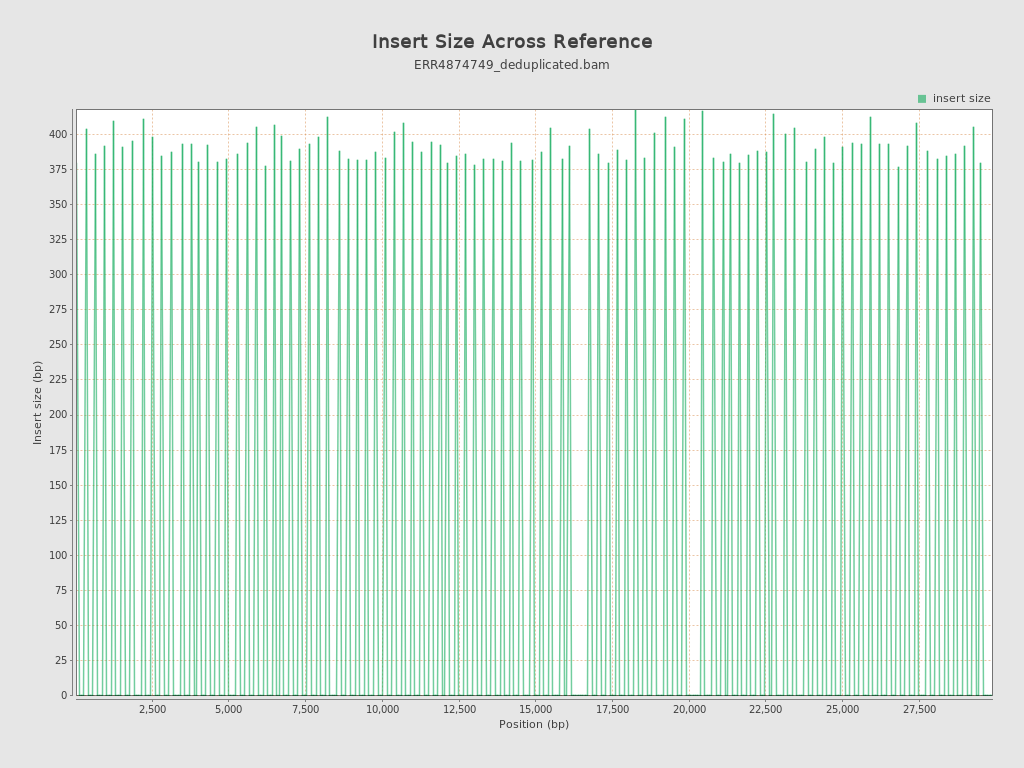 Insert Size Across Reference
ERR4874749_deduplicated.bam
insert size
400
375
350
325
300
275
250
225
200
175
150
125
100
75
50
25
0
Insert size (bp)
2,500 5,000 7,500 10,000 12,500 15,000 17,500 20,000 22,500 25,000 27,500
Position (bp)